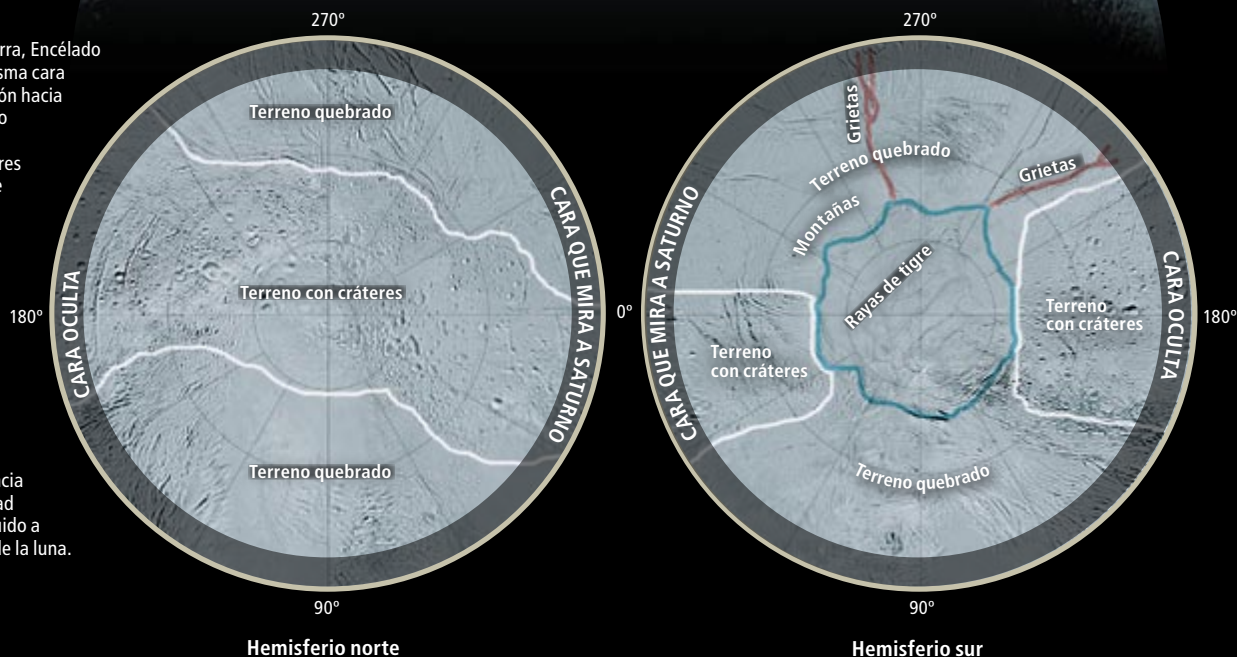 rra, Encélado
sma cara
ón hacia
o
res
e
cia
ad
uido a
de la luna.
270º
Terreno quebrado
CARA OCULTA
180º
Terreno con cráteres
CARA QUE MIRA A SATURNO
0º
Terreno quebrado
90º
Hemisferio norte
270º
Grietas
Terreno quebrado
Grietas
Montañas
CARA QUE MIRA A SATURNO
Rayas de tigre
Terreno
con cráteres
Terreno
con cráteres
CARA OCULTA
180º
Terreno quebrado
90º
Hemisferio sur